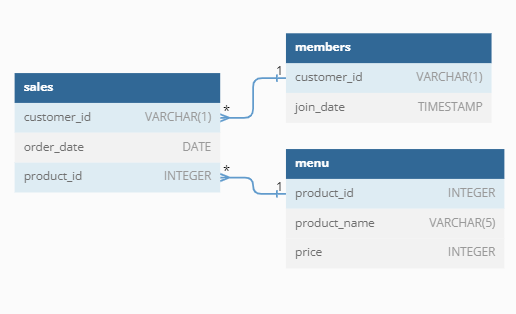 members
customer_id VARCHAR(1)
join_date TIMESTAMP
sales
customer_id VARCHAR(1)
order_date DATE
product_id INTEGER
* 1
menu
product_id INTEGER
product_name VARCHAR(5)
price INTEGER
* 1